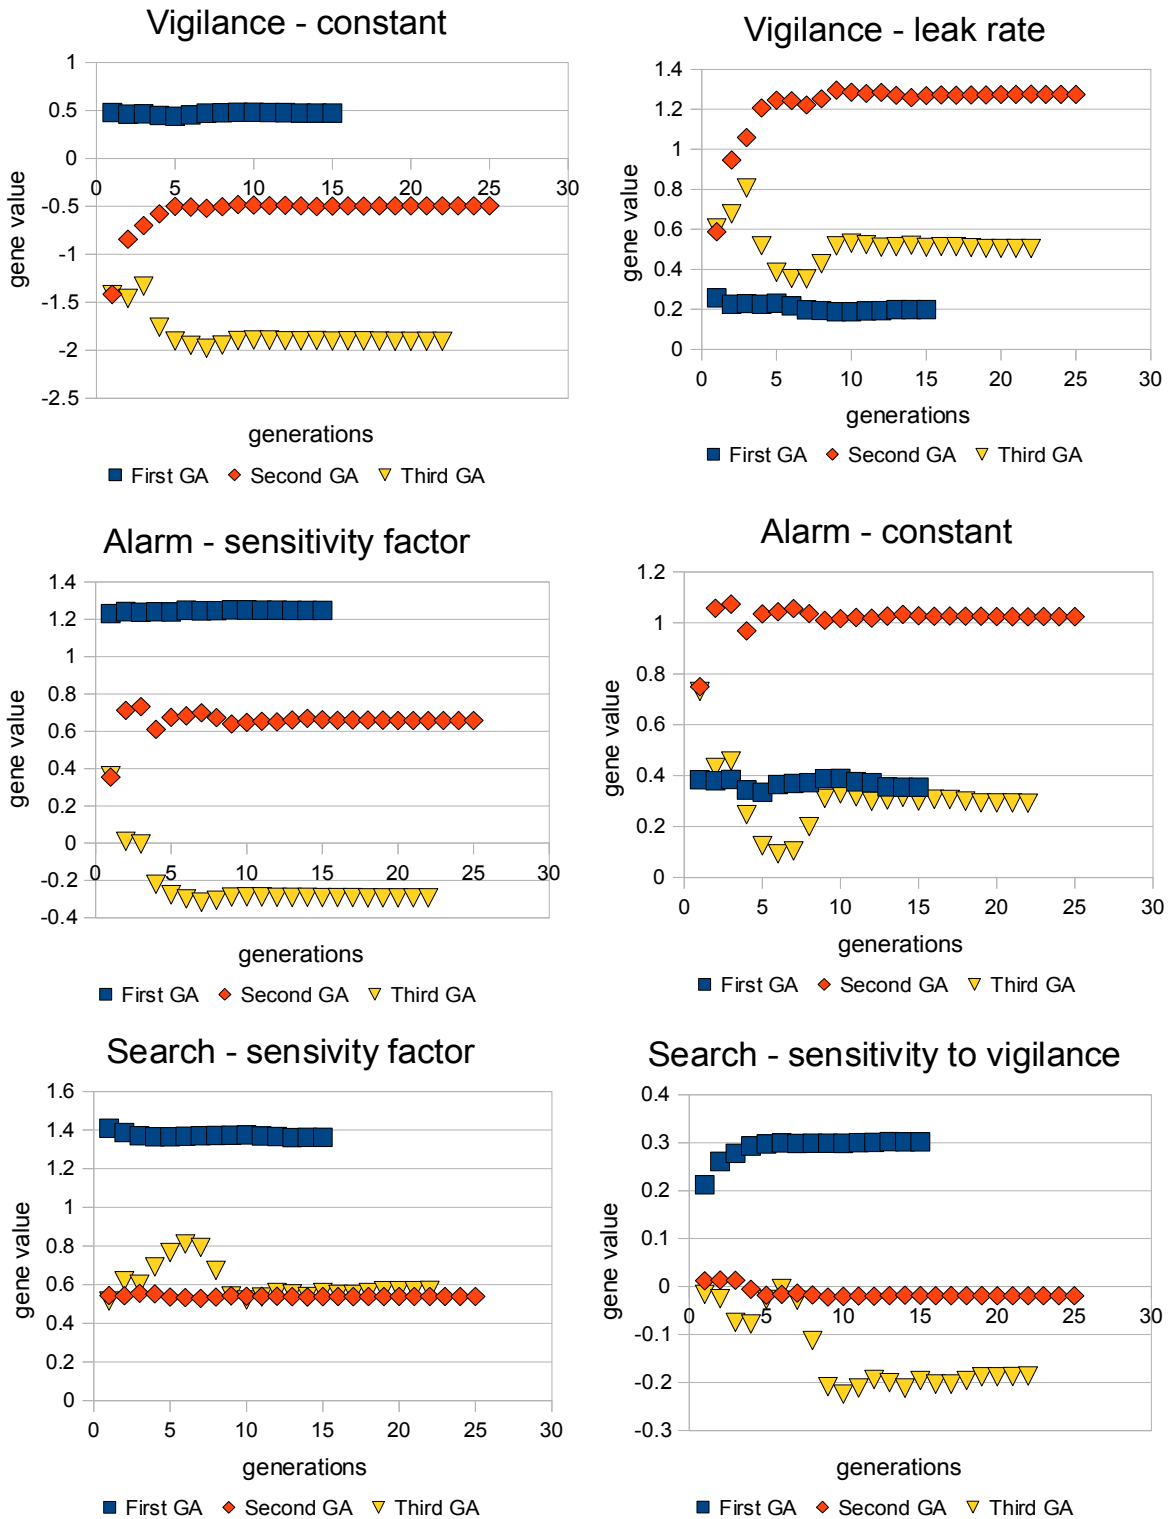 Vigilance - constant
1
0.5
0
0 5 10 15 20 25 30
-0.5
-1
-1.5
-2
-2.5
gene value
generations
First GA Second GA Third GA
Vigilance - leak rate
1.4
1.2
1
0.8
0.6
0.4
0.2
0
0 5 10 15 20 25 30
gene value
generations
First GA Second GA Third GA
Alarm - sensitivity factor
1.4
1.2
1
0.8
0.6
0.4
0.2
0
0 5 10 15 20 25 30
-0.2
-0.4
gene value
generations
First GA Second GA Third GA
Alarm - constant
1.2
1
0.8
0.6
0.4
0.2
0
0 5 10 15 20 25 30
gene value
generations
First GA Second GA Third GA
Search - sensivity factor
1.6
1.4
1.2
1
0.8
0.6
0.4
0.2
0
0 5 10 15 20 25 30
gene value
generations
First GA Second GA Third GA
Search - sensitivity to vigilance
0.4
0.3
0.2
0.1
0
0 5 10 15 20 25 30
-0.1
-0.2
-0.3
gene value
generations
First GA Second GA Third GA